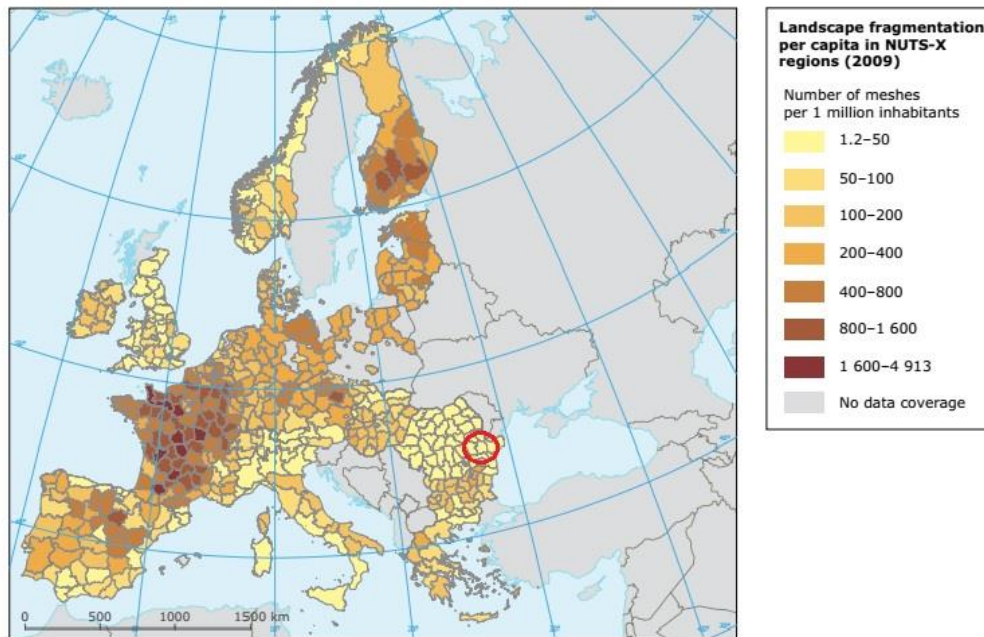 Landscape fragmentation
per capita in NUTS-X
regions (2009)
Number of meshes
per 1 million inhabitants
1.2–50
50–100
100–200
200–400
400–800
800–1 600
1 600–4 913
No data coverage
0 500 1000 1500 km